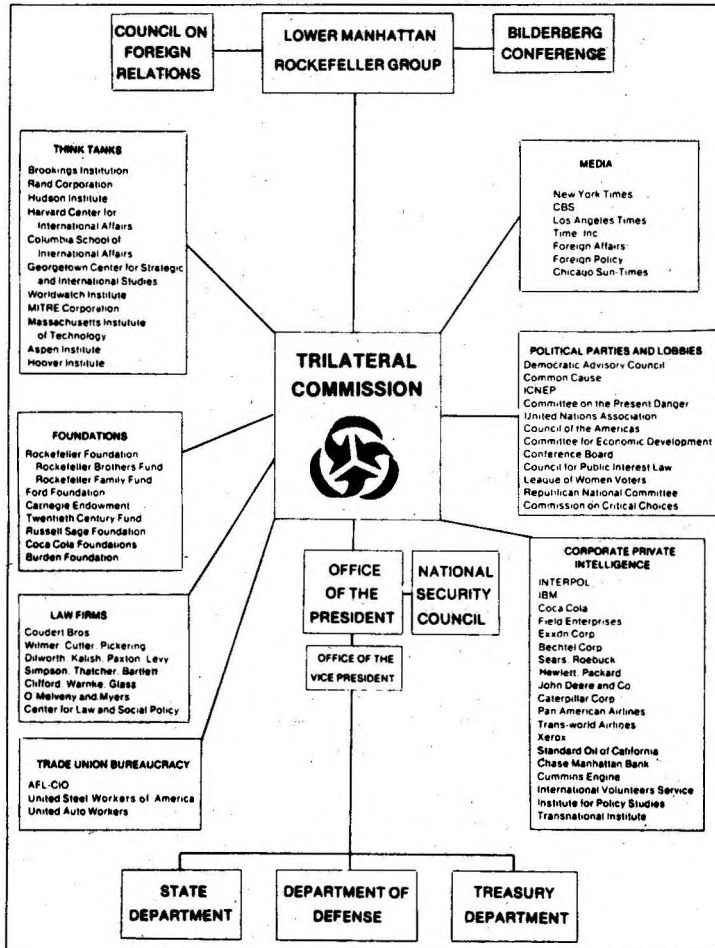 COUNCIL ON
FOREIGN
RELATIONS
LOWER MANHATTAN
ROCKEFELLER GROUP
BILDERBERG
CONFERENCE
THINK TANKS
Brookings Institution
Rand Corporation
Hudson Institute
Harvard Center for
International Affairs
Columbia School of
International Affairs
Georgetown Center for Strategic
and International Studies
Worldwatch Institute
MITRE Corporation
Massachusetts Institute
of Technology
Aspen Institute
Hoover Institute
MEDIA
New York Times
CBS
Los Angeles Times
Time Inc
Foreign Affairs
Foreign Policy
Chicago Sun-Times
TRILATERAL
COMMISSION
POLITICAL PARTIES AND LOBBIES
Democratic Advisory Council
Common Cause
ICNEP
Committee on the Present Danger
United Nations Association
Council of the Americas
Committee for Economic Development
Conference Board
Council for Public Interest Law
League of Women Voters
Republican National Committee
Commission on Critical Choices
FOUNDATIONS
Rockefeller Foundation
Rockefeller Brothers Fund
Rockefeller Family Fund
Ford Foundation
Carnegie Endowment
Twentieth Century Fund
Russell Sage Foundation
Coca Cola Foundations
Burden Foundation
OFFICE
OF THE
PRESIDENT
NATIONAL
SECURITY
COUNCIL
OFFICE OF THE
VICE PRESIDENT
CORPORATE PRIVATE
INTELLIGENCE
INTERPOL
IBM
Coca Cola
Field Enterprises
Exxon Corp
Bechtel Corp
Sears, Roebuck
Hewlett, Packard
John Deere and Co
Caterpillar Corp
Pan American Airlines
Trans-world Airlines
Xerox
Standard Oil of California
Chase Manhattan Bank
Cummins Engine
International Volunteers Service
Institute for Policy Studies
Transnational Institute
LAW FIRMS
Coudert Bros
Wilmer, Cutler, Pickering
Dilworth, Kalish, Paxton, Levy
Simpson, Thatcher, Bartlett
Clifford, Warnke, Glass
O Melveny and Myers
Center for Law and Social Policy
TRADE UNION BUREAUCRACY
AFL-CIO
United Steel Workers of America
United Auto Workers
STATE
DEPARTMENT
DEPARTMENT OF
DEFENSE
TREASURY
DEPARTMENT